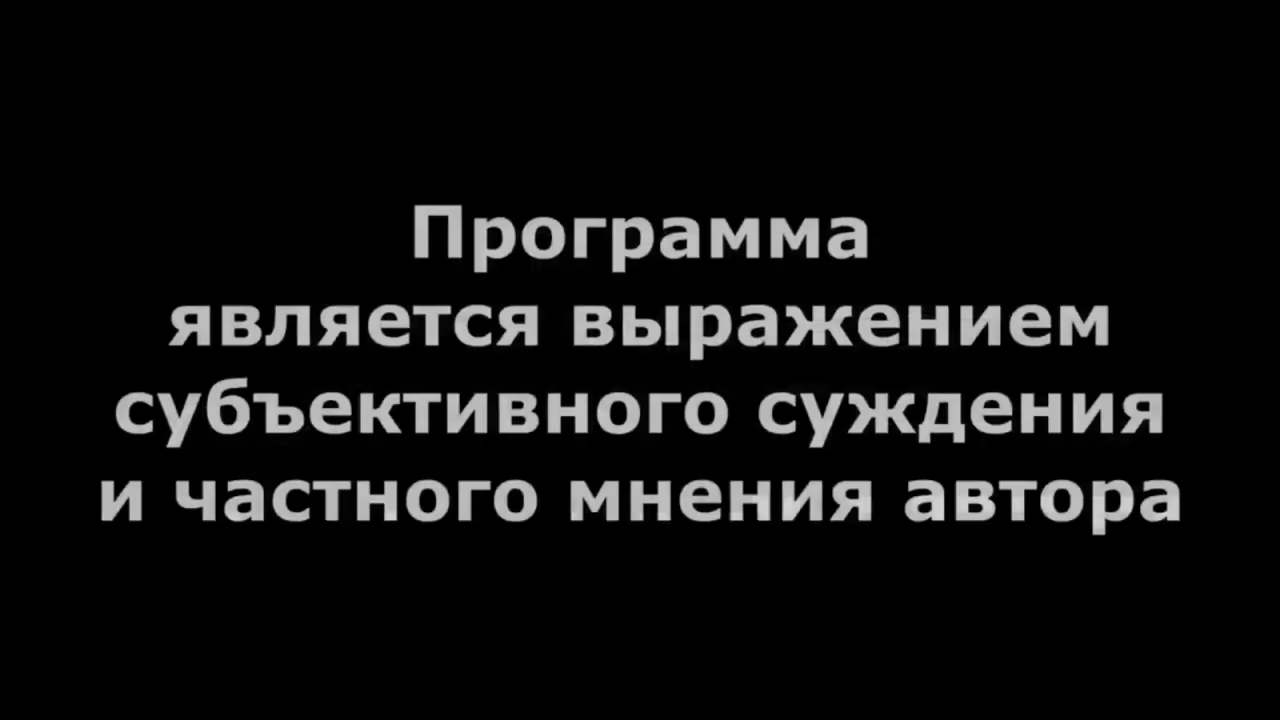 Программа
является выражением
субъективного суждения
и частного мнения автора